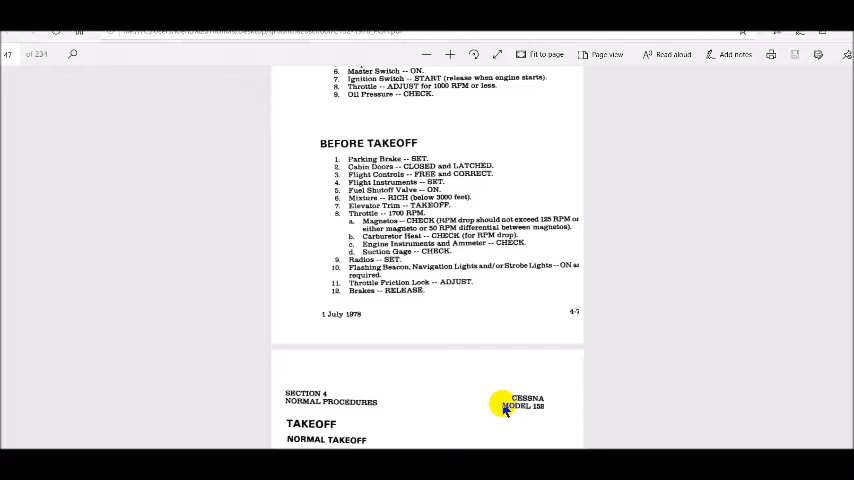 47 of 234
Fit to page
Page view
Read aloud
Add notes
6. Master Switch -- ON.
7. Ignition Switch -- START (release when engine starts).
8. Throttle -- ADJUST for 1000 RPM or less.
9. Oil Pressure -- CHECK.
BEFORE TAKEOFF
1. Parking Brake -- SET.
2. Cabin Doors -- CLOSED and LATCHED.
3. Flight Controls -- FREE and CORRECT.
4. Flight Instruments -- SET.
5. Fuel Shutoff Valve -- ON.
6. Mixture -- RICH (below 3000 feet).
7. Elevator Trim -- TAKEOFF.
8. Throttle -- 1700 RPM.
a. Magnetos -- CHECK (RPM drop should not exceed 125 RPM on
either magneto or 50 RPM differential between magnetos).
b. Carburetor Heat -- CHECK (for RPM drop).
c. Engine Instruments and Ammeter -- CHECK.
d. Suction Gage -- CHECK.
9. Radios -- SET.
10. Flashing Beacon, Navigation Lights and/or Strobe Lights -- ON as
required.
11. Throttle Friction Lock -- ADJUST.
12. Brakes -- RELEASE.
1 July 1978
4-7
SECTION 4
NORMAL PROCEDURES
CESSNA
MODEL 152
TAKEOFF
NORMAL TAKEOFF